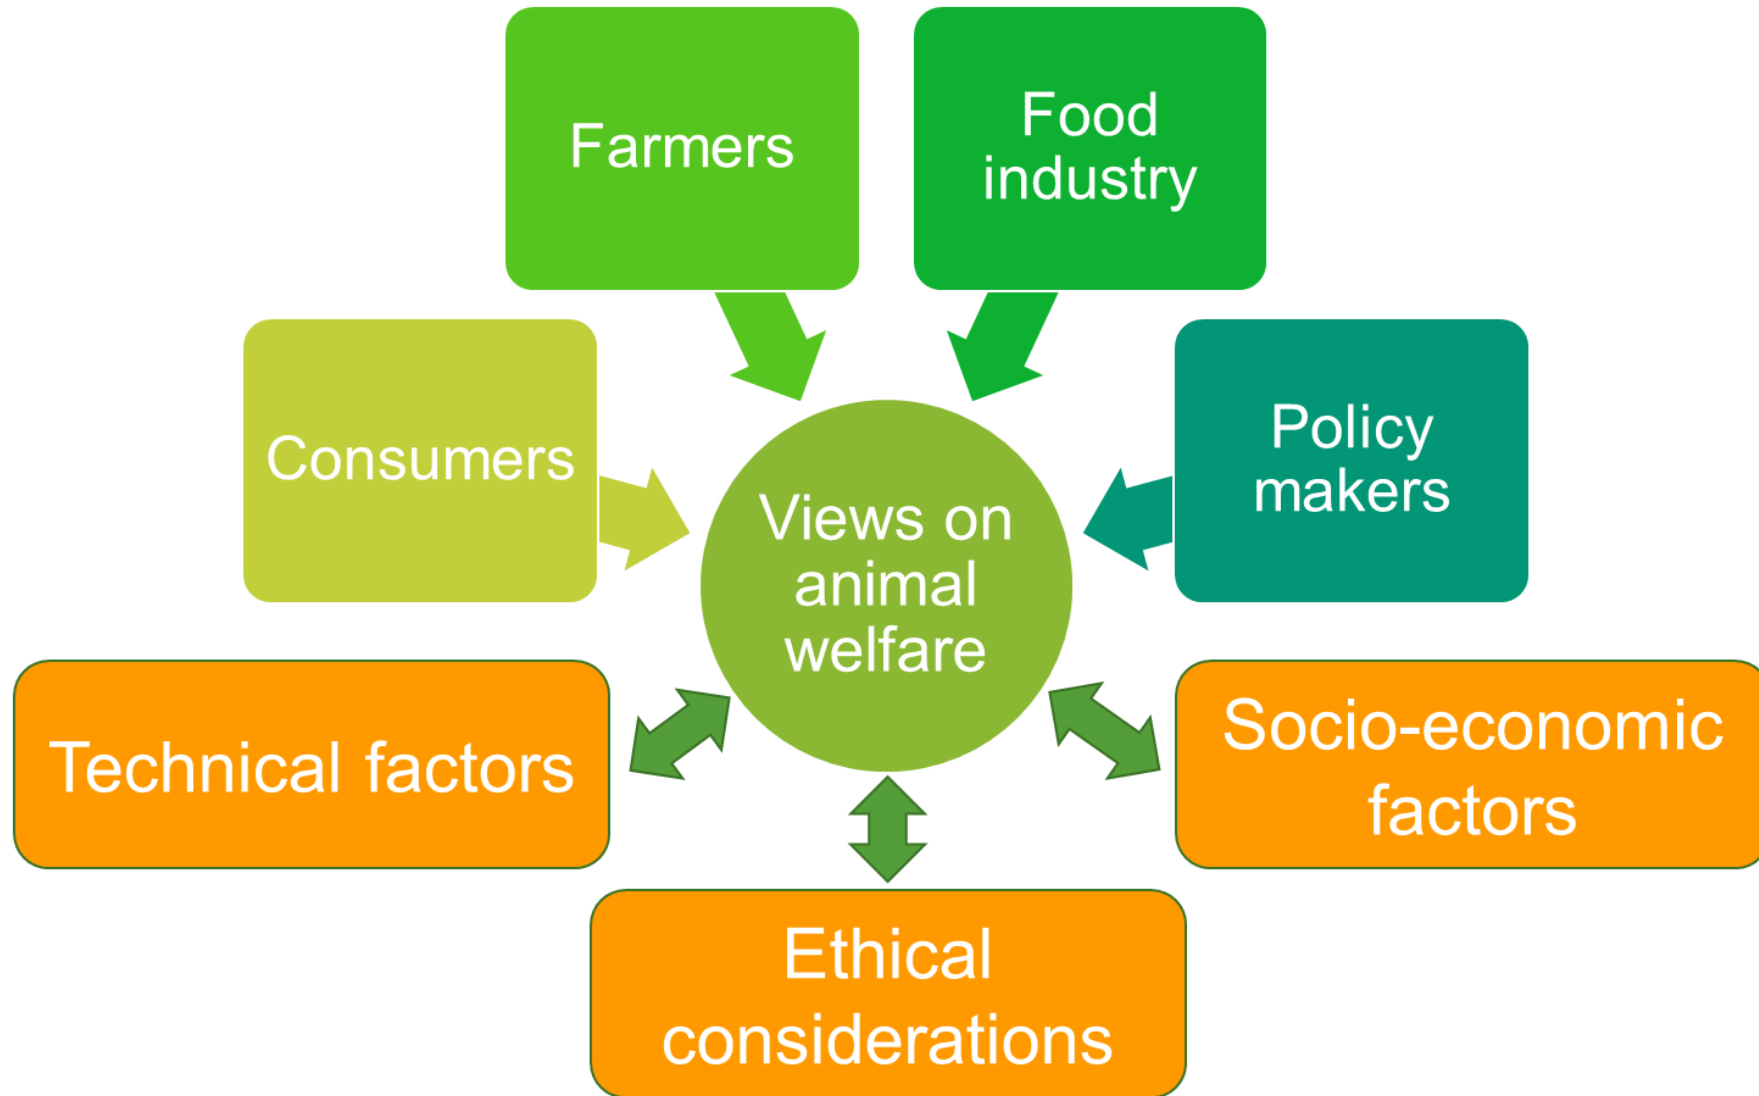 Farmers
Food
industry
Consumers
Policy
makers
Views on
animal
welfare
Technical factors
Socio-economic
factors
Ethical
considerations